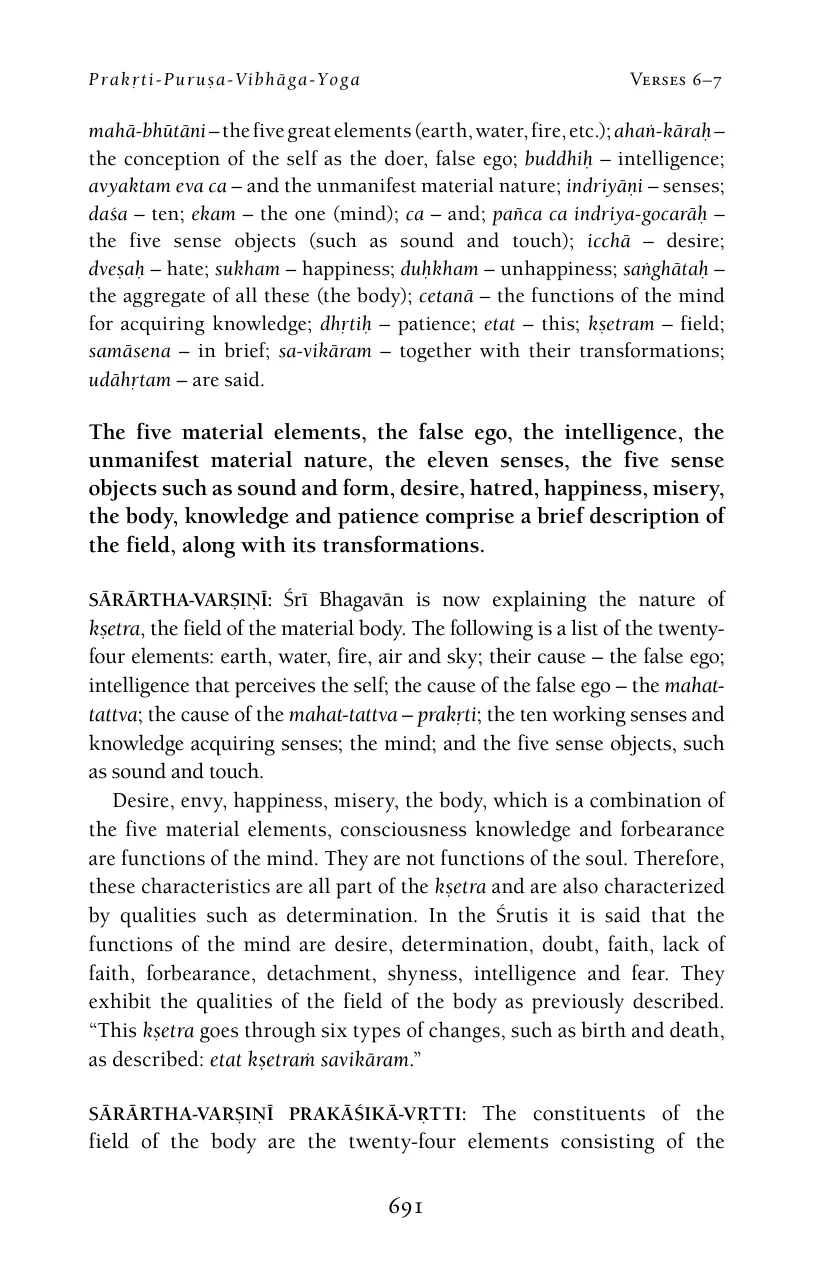 Prakṛti-Puruṣa-Vibhāga-Yoga Verses 6–7
mahā-bhūtāni – the five great elements (earth, water, fire, etc.); ahaṅ-kāraḥ –
the conception of the self as the doer, false ego; buddhiḥ – intelligence;
avyaktam eva ca – and the unmanifest material nature; indriyāṇi – senses;
daśa – ten; ekam – the one (mind); ca – and; pañca ca indriya-gocarāḥ –
the five sense objects (such as sound and touch); icchā – desire;
dveṣaḥ – hate; sukham – happiness; duḥkham – unhappiness; saṅghātaḥ –
the aggregate of all these (the body); cetanā – the functions of the mind
for acquiring knowledge; dhṛtiḥ – patience; etat – this; kṣetram – field;
samāsena – in brief; sa-vikāram – together with their transformations;
udāhṛtam – are said.
The five material elements, the false ego, the intelligence, the
unmanifest material nature, the eleven senses, the five sense
objects such as sound and form, desire, hatred, happiness, misery,
the body, knowledge and patience comprise a brief description of
the field, along with its transformations.
SĀRĀRTHA-VARṢIṆĪ: Śrī Bhagavān is now explaining the nature of
kṣetra, the field of the material body. The following is a list of the twenty-
four elements: earth, water, fire, air and sky; their cause – the false ego;
intelligence that perceives the self; the cause of the false ego – the mahat-
tattva; the cause of the mahat-tattva – prakṛti; the ten working senses and
knowledge acquiring senses; the mind; and the five sense objects, such
as sound and touch.
Desire, envy, happiness, misery, the body, which is a combination of
the five material elements, consciousness knowledge and forbearance
are functions of the mind. They are not functions of the soul. Therefore,
these characteristics are all part of the kṣetra and are also characterized
by qualities such as determination. In the Śrutis it is said that the
functions of the mind are desire, determination, doubt, faith, lack of
faith, forbearance, detachment, shyness, intelligence and fear. They
exhibit the qualities of the field of the body as previously described.
“This kṣetra goes through six types of changes, such as birth and death,
as described: etat kṣetraṁ savikāram.”
SĀRĀRTHA-VARṢIṆĪ PRAKĀŚIKĀ-VṚTTI: The constituents of the
field of the body are the twenty-four elements consisting of the
691